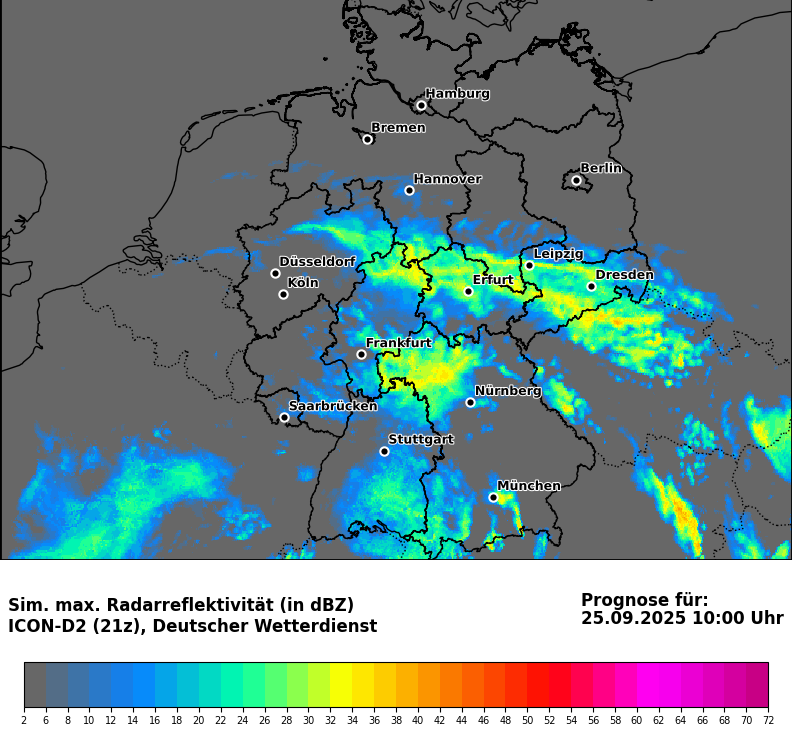 Hamburg
Bremen
Berlin
Hannover
Leipzig
Düsseldorf
Dresden
Köln
Erfurt
Frankfurt
Nürnberg
Saarbrücken
Stuttgart
München
Sim. max. Radarreflektivität (in dBZ)
ICON-D2 (21z), Deutscher Wetterdienst
Prognose für:
25.09.2025 10:00 Uhr
2 6 8 10 12 14 16 18 20 22 24 26 28 30 32 34 36 38 40 42 44 46 48 50 52 54 56 58 60 62 64 66 68 70 72